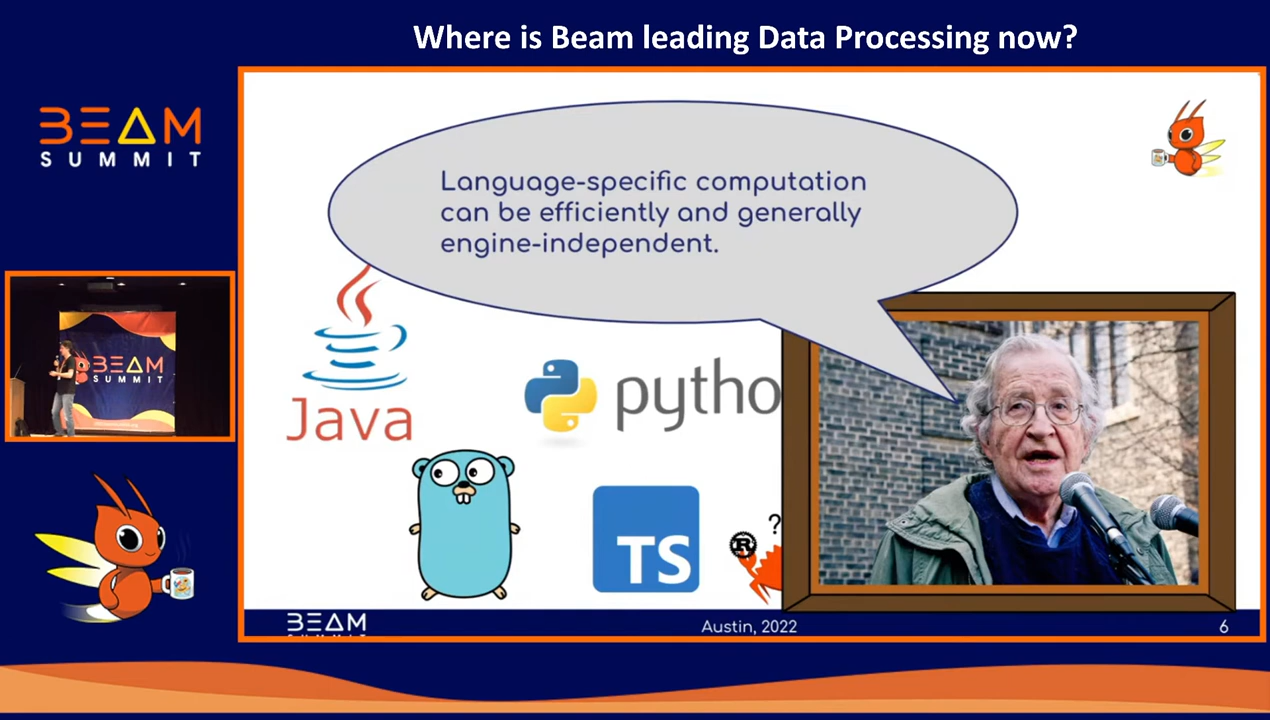 Where is Beam leading Data Processing now?
BEAM
SUMMIT
Language-specific computation
can be efficiently and generally
engine-independent.
BEAM
SUMMIT
Java
pytho
TS
R
?
BEAM
Austin, 2022
6